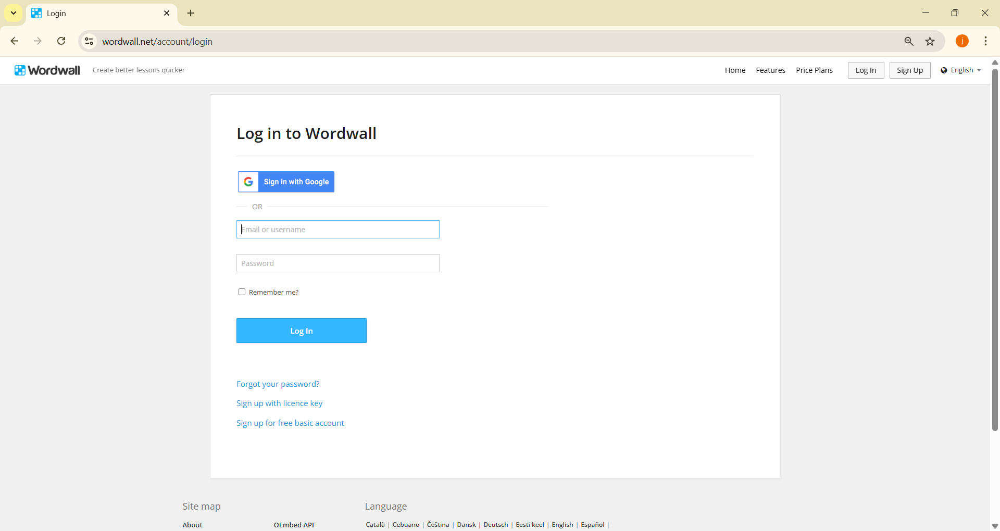 Login
wordwall.net/account/login
j
Wordwall Create better lessons quicker Home Features Price Plans Log In Sign Up English
Log in to Wordwall
Sign in with Google
OR
Email or username
Password
Remember me?
Log In
Forgot your password?
Sign up with licence key
Sign up for free basic account
Site map Language
About OEmbed API Català | Cebuano | Čeština | Dansk | Deutsch | Eesti keel | English | Español |